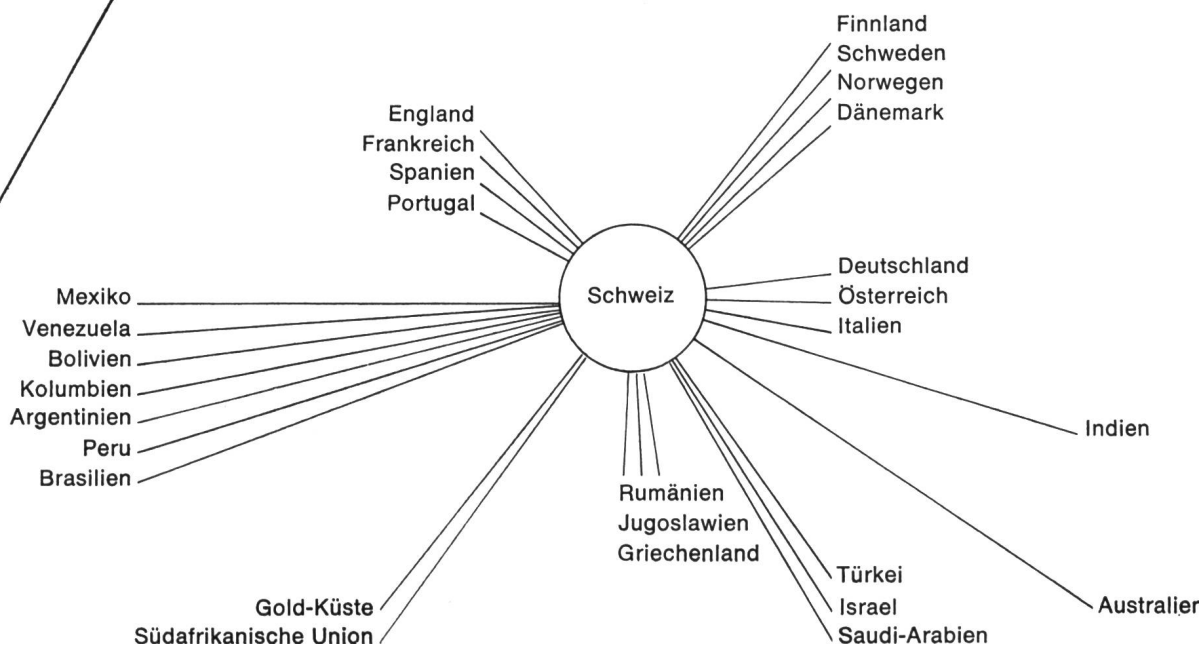 Finnland
Schweden
Norwegen
Dänemark
England
Frankreich
Spanien
Portugal
Schweiz
Deutschland
Österreich
Italien
Mexiko
Venezuela
Bolivien
Kolumbien
Argentinien
Peru
Brasilien
Indien
Rumänien
Jugoslawien
Griechenland
Türkei
Israel
Saudi-Arabien
Gold-Küste
Südafrikanische Union
Australien